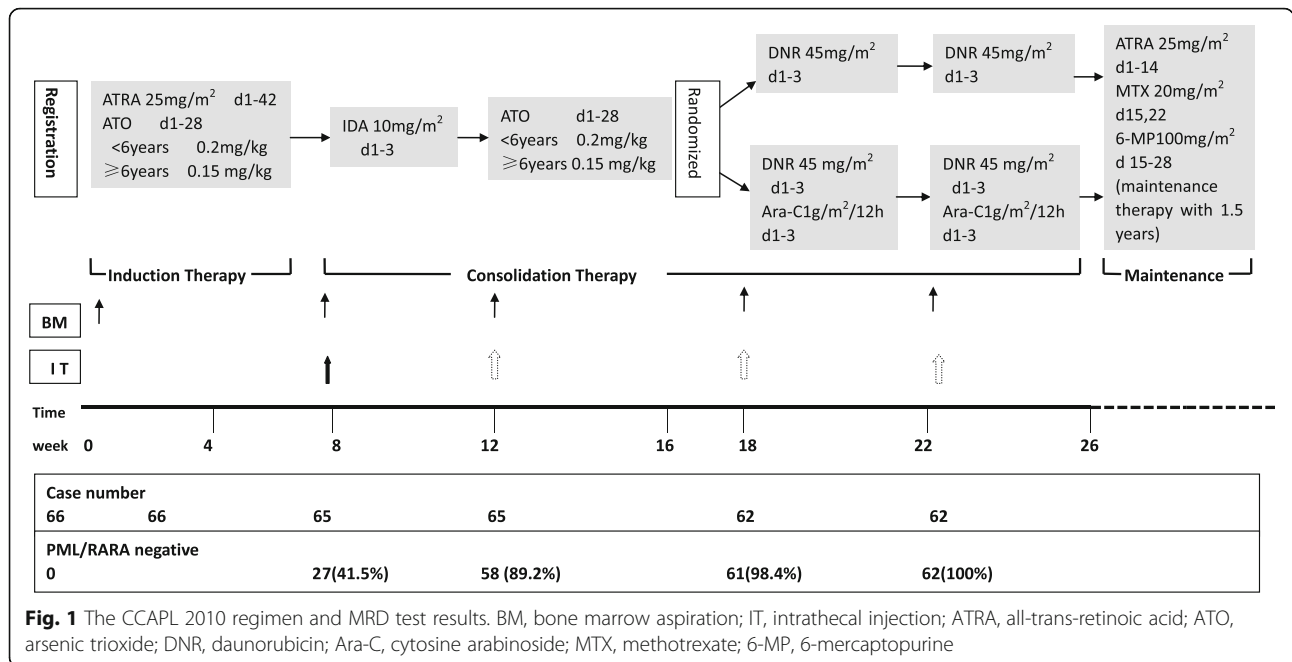 Registration
ATRA 25mg/m² d1-42
ATO d1-28
<6years 0.2mg/kg
≥6years 0.15 mg/kg
IDA 10mg/m²
d1-3
ATO d1-28
<6years 0.2mg/kg
≥6years 0.15 mg/kg
Randomized
DNR 45mg/m²
d1-3
DNR 45mg/m²
d1-3
DNR 45 mg/m²
d1-3
Ara-C1g/m²/12h
d1-3
DNR 45 mg/m²
d1-3
Ara-C1g/m²/12h
d1-3
ATRA 25mg/m²
d1-14
MTX 20mg/m²
d15,22
6-MP100mg/m²
d 15-28
(maintenance
therapy with 1.5
years)
Induction Therapy
Consolidation Therapy
Maintenance
BM
IT
Time
week 0 4 8 12 16 18 22 26
Case number
66 66 65 65 62 62
PML/RARA negative
0 27(41.5%) 58 (89.2%) 61(98.4%) 62(100%)
Fig. 1 The CCAPL 2010 regimen and MRD test results. BM, bone marrow aspiration; IT, intrathecal injection; ATRA, all-trans-retinoic acid; ATO,
arsenic trioxide; DNR, daunorubicin; Ara-C, cytosine arabinoside; MTX, methotrexate; 6-MP, 6-mercaptopurine